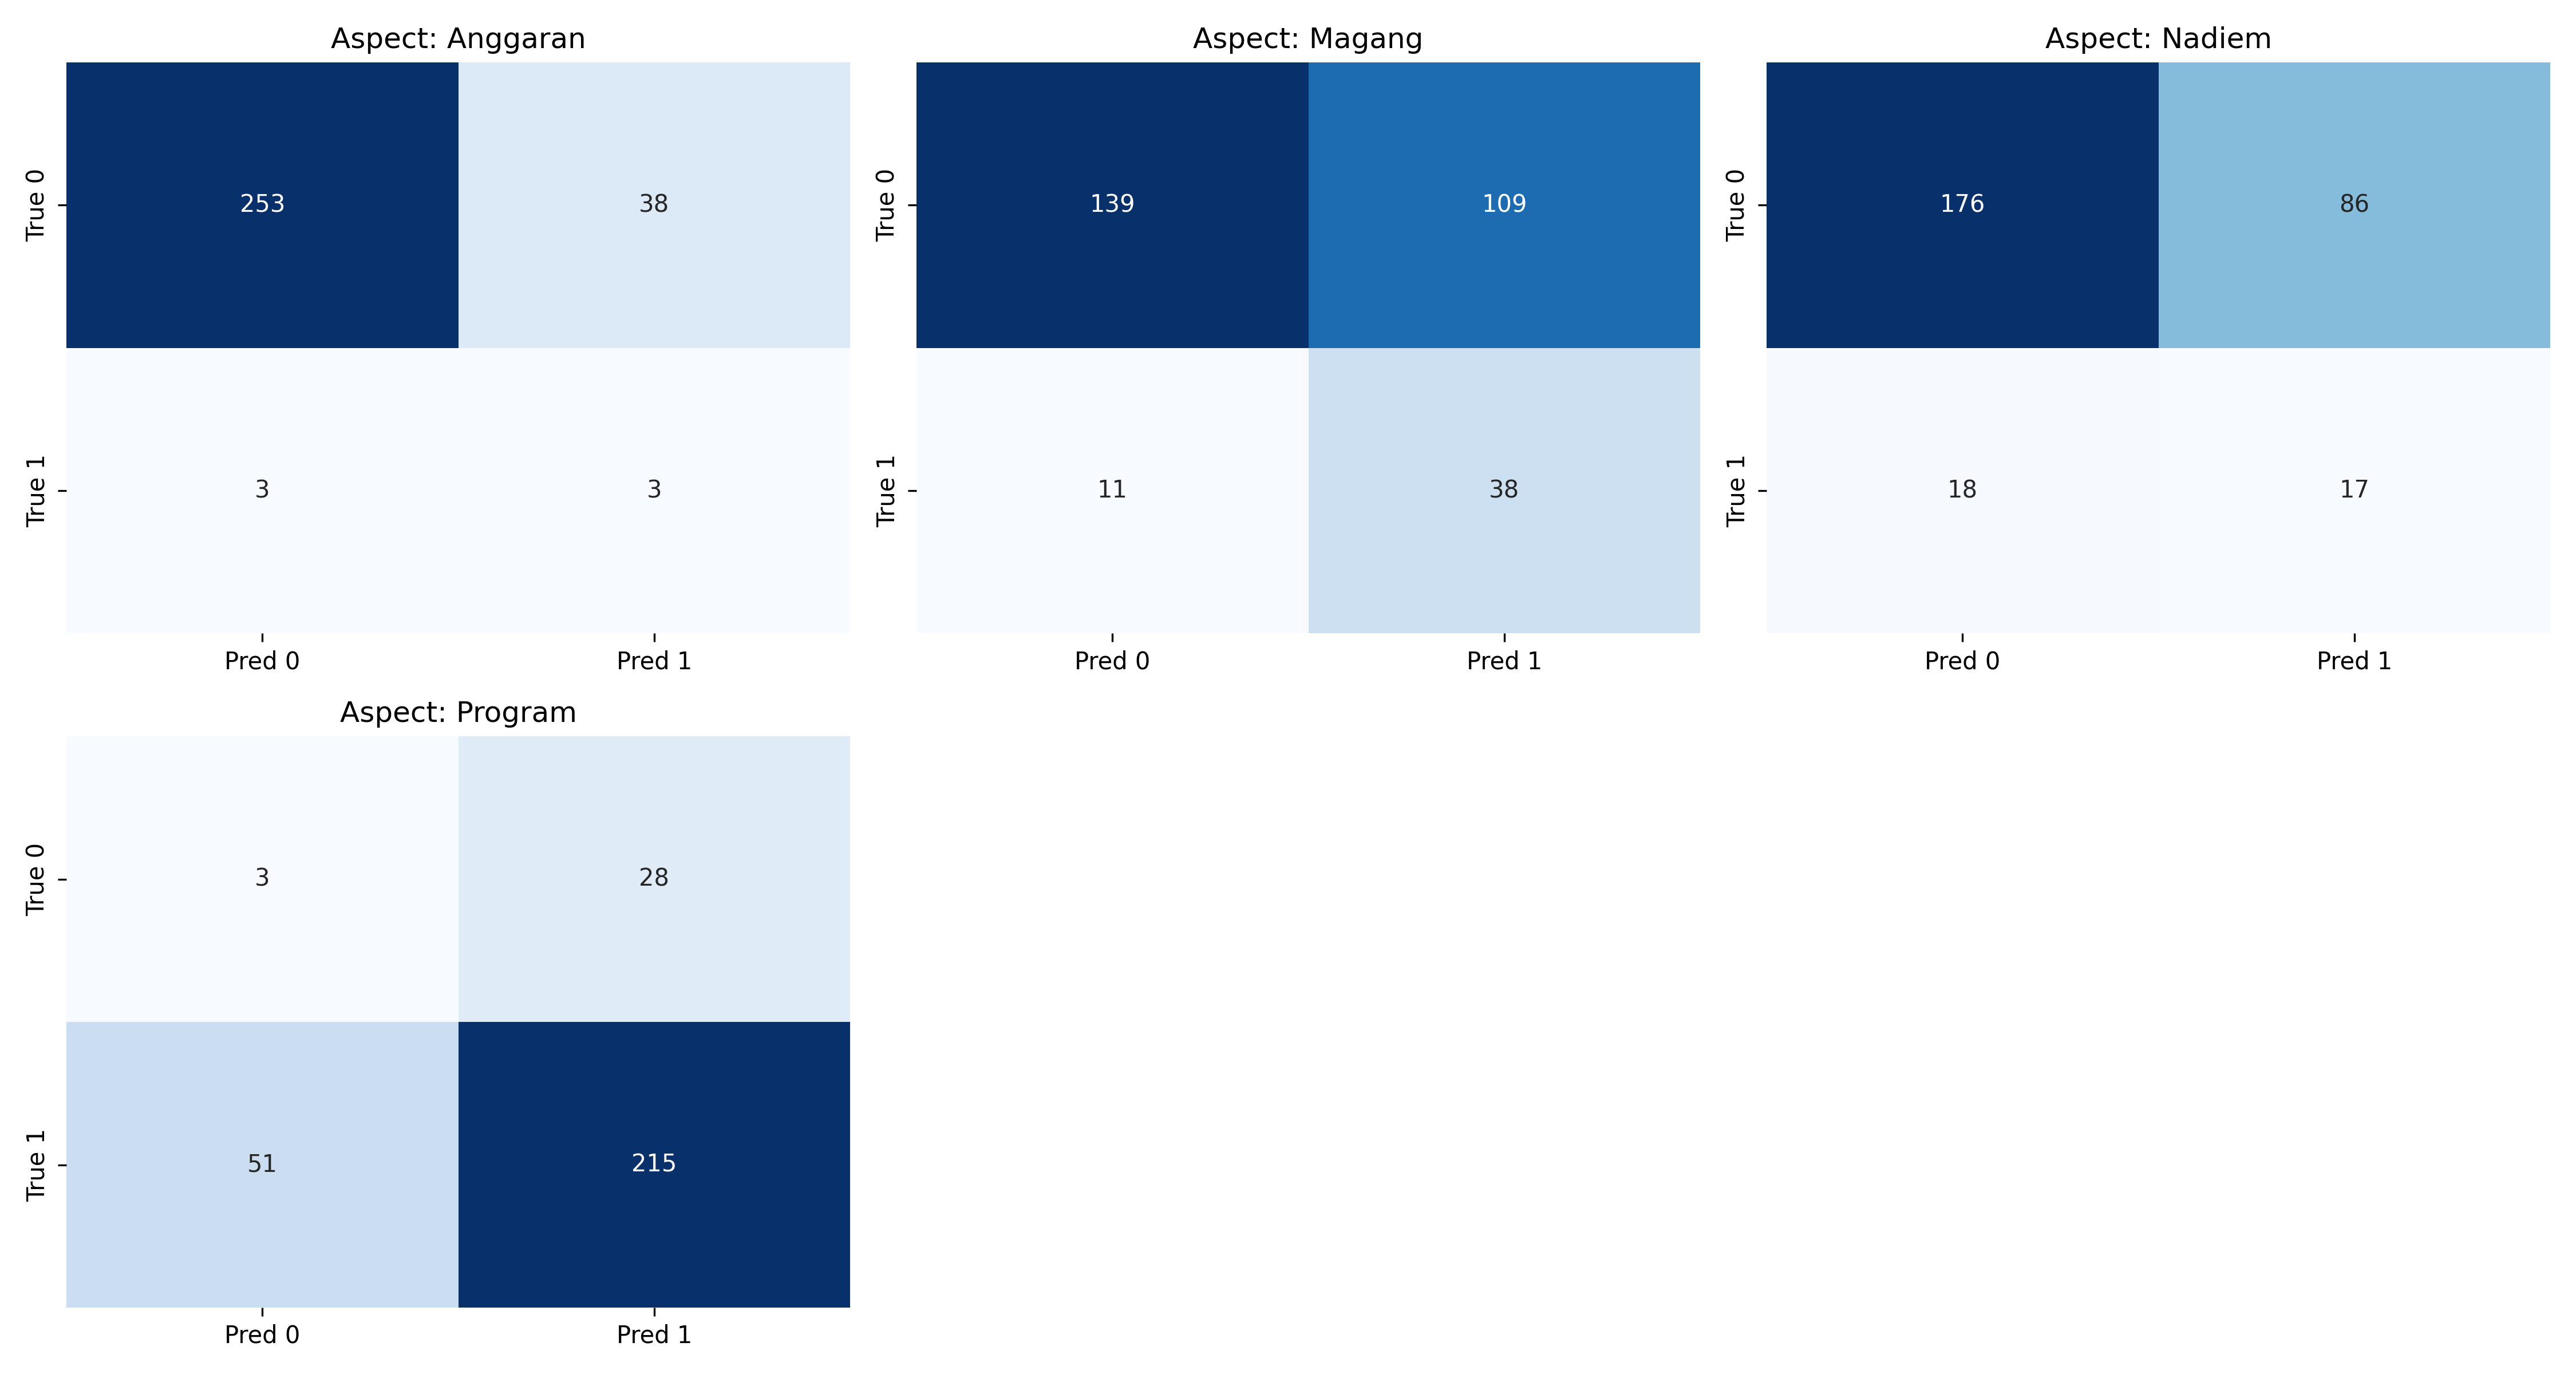 Aspect: Anggaran
True 0
253
38
True 1
3
3
Pred 0
Pred 1
Aspect: Magang
True 0
139
109
True 1
11
38
Pred 0
Pred 1
Aspect: Nadiem
True 0
176
86
True 1
18
17
Pred 0
Pred 1
Aspect: Program
True 0
3
28
True 1
51
215
Pred 0
Pred 1